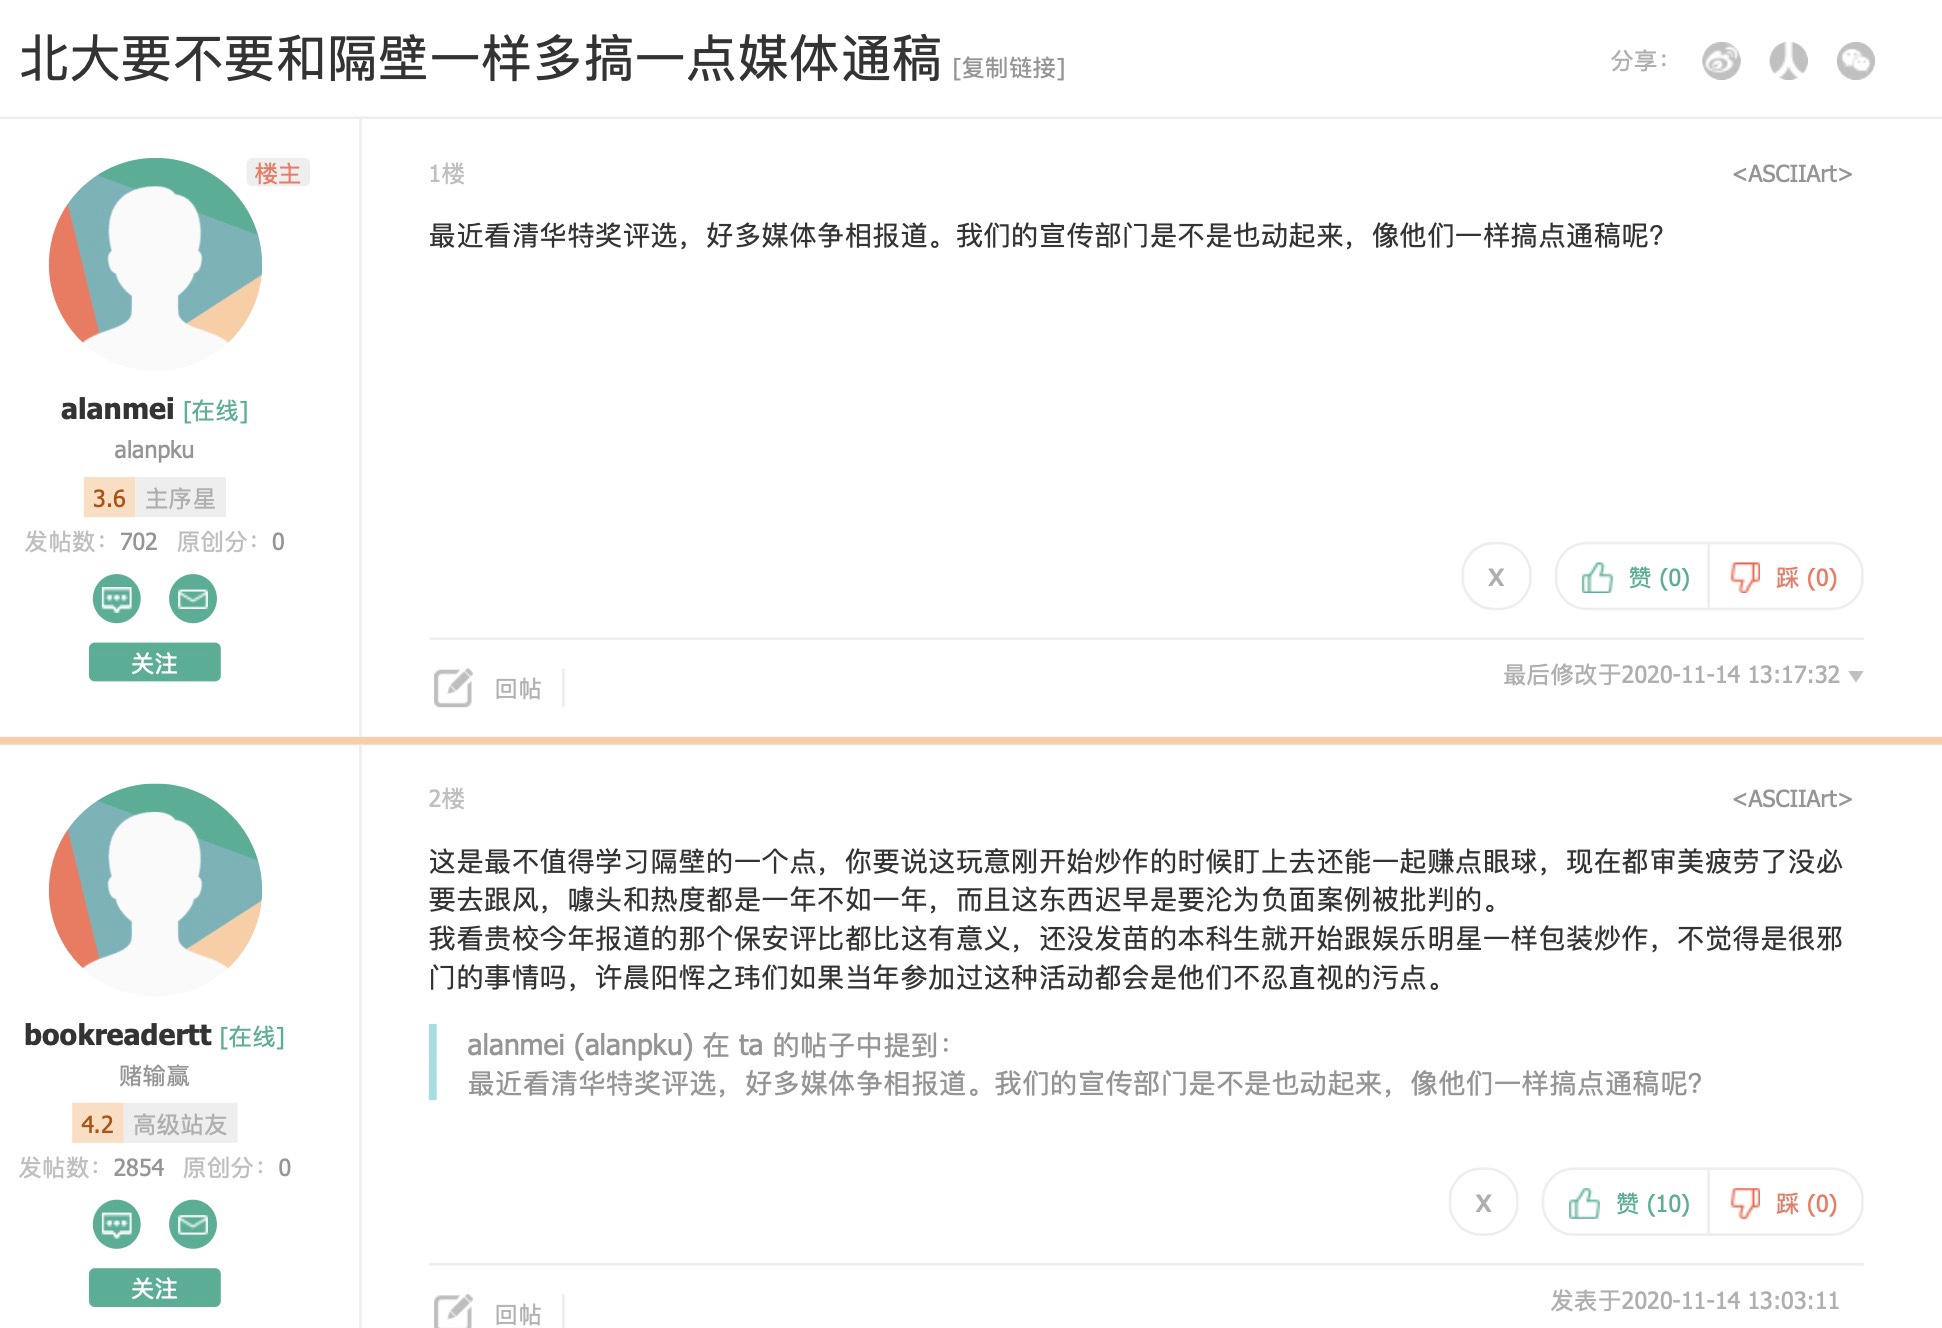 北大要不要和隔壁一样多搞一点媒体通稿 [复制链接]
分享：
楼主
alanmei [在线]
alanpku
3.6 主序星
发帖数：702 原创分：0
关注
1楼
<ASCIIArt>
最近看清华特奖评选，好多媒体争相报道。我们的宣传部门是不是也动起来，像他们一样搞点通稿呢？
X
赞 (0)
踩 (0)
回帖
最后修改于2020-11-14 13:17:32
bookreadertt [在线]
赌输赢
4.2 高级站友
发帖数：2854 原创分：0
关注
2楼
<ASCIIArt>
这是最不值得学习隔壁的一个点，你要说这玩意刚开始炒作的时候盯上去还能一起赚点眼球，现在都审美疲劳了没必
要去跟风，噱头和热度都是一年不如一年，而且这东西迟早是要沦为负面案例被批判的。
我看贵校今年报道的那个保安评比都比这有意义，还没发苗的本科生就开始跟娱乐明星一样包装炒作，不觉得是很邪
门的事情吗，许晨阳恽之玮们如果当年参加过这种活动都会是他们不忍直视的污点。
alanmei (alanpku) 在 ta 的帖子中提到：
最近看清华特奖评选，好多媒体争相报道。我们的宣传部门是不是也动起来，像他们一样搞点通稿呢？
X
赞 (10)
踩 (0)
回帖
发表于2020-11-14 13:03:11